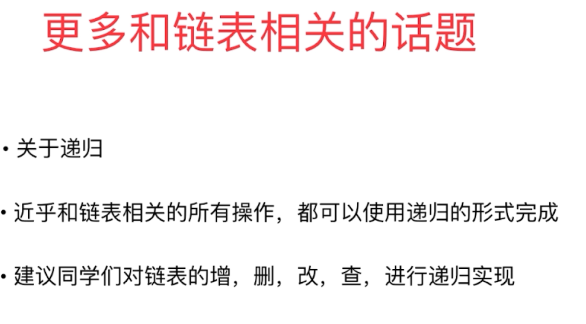 更多和链表相关的话题
• 关于递归
• 近乎和链表相关的所有操作，都可以使用递归的形式完成
• 建议同学们对链表的增，删，改，查，进行递归实现